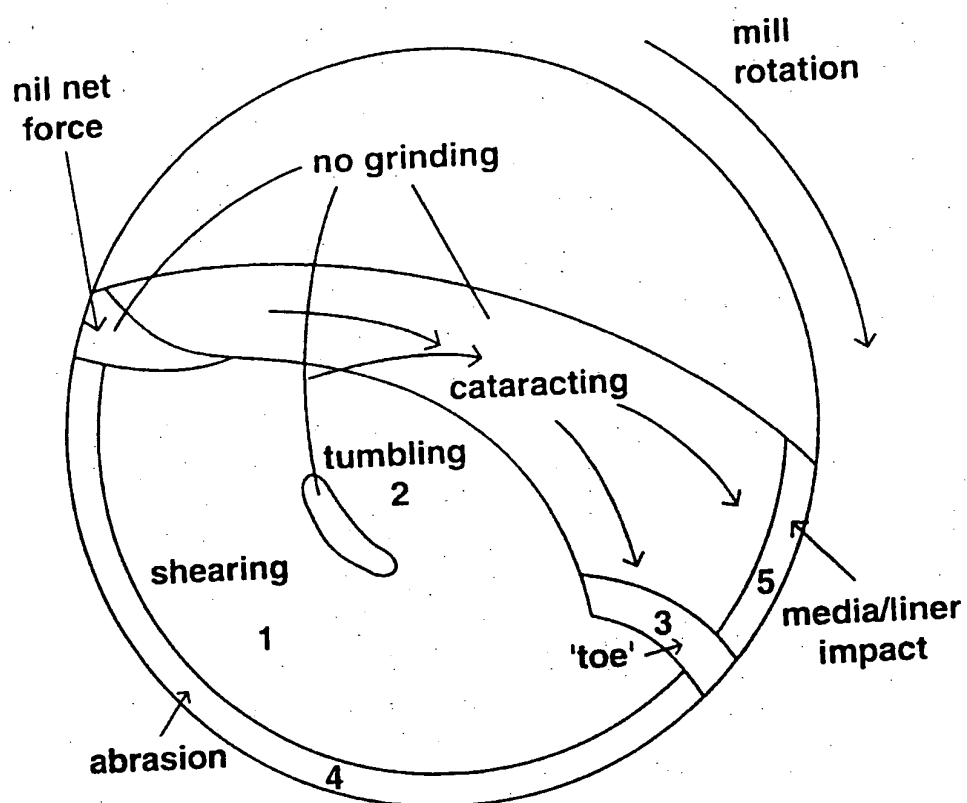 mill
rotation
nil net
force
no grinding
cataracting
tumbling
2
shearing
1
5
3
'toe'
media/liner
impact
abrasion
4